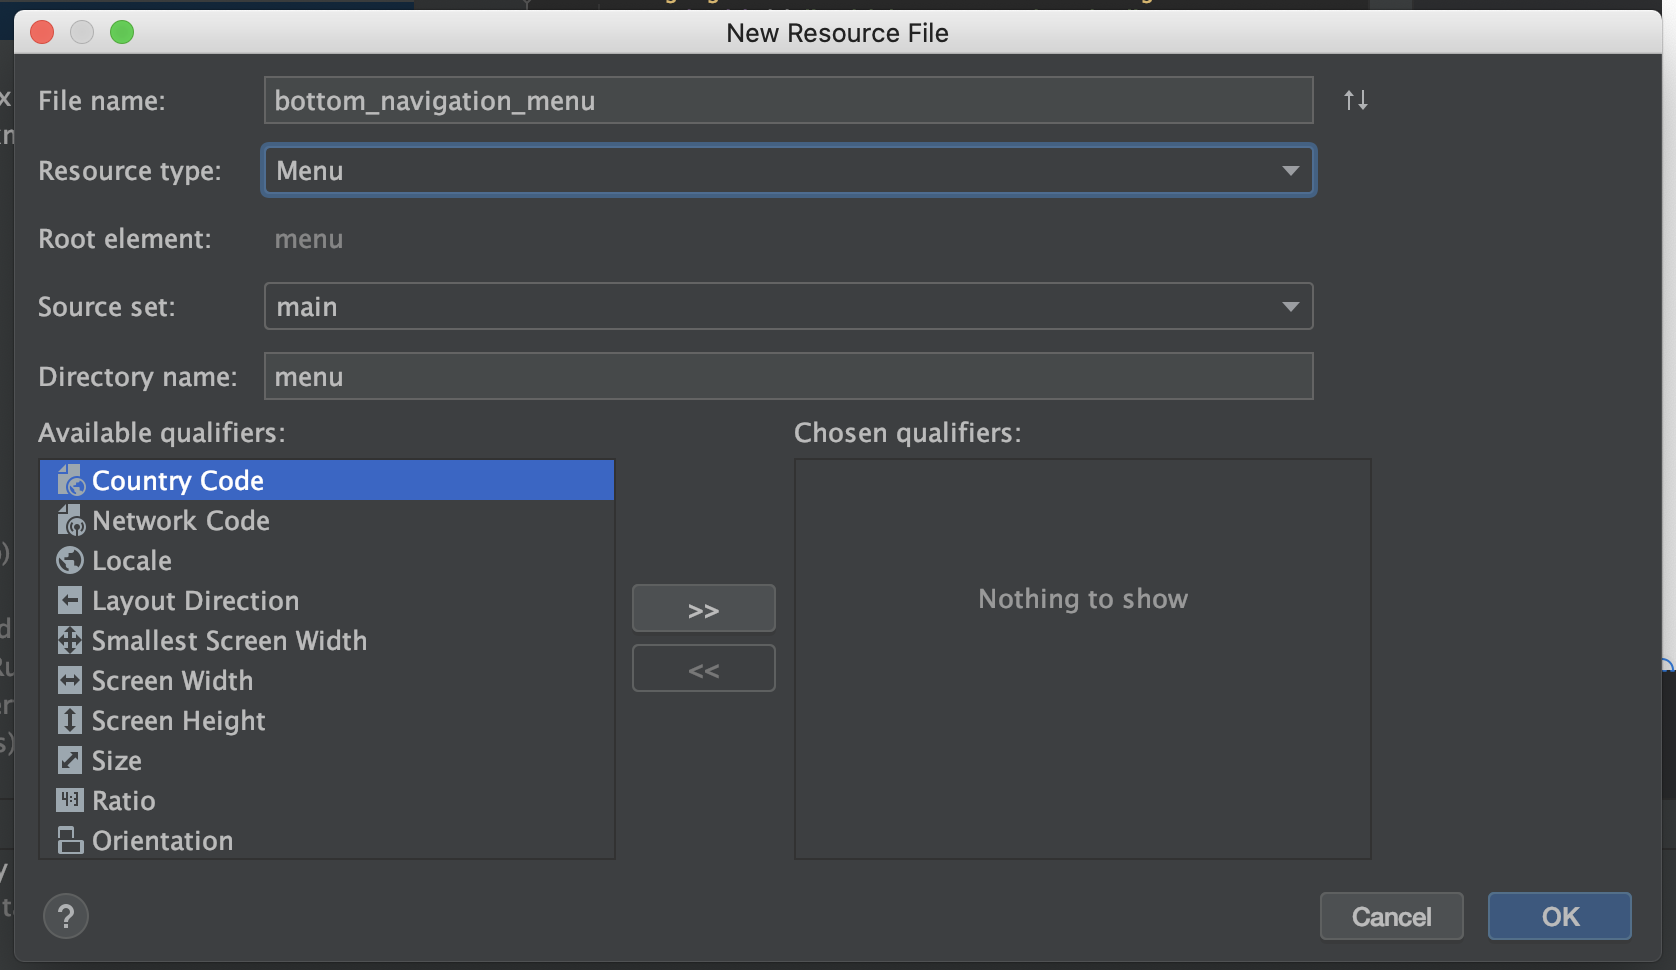 New Resource File
File name: bottom_navigation_menu
Resource type: Menu
Root element: menu
Source set: main
Directory name: menu
Available qualifiers:
Chosen qualifiers:
Country Code
Network Code
Locale
Layout Direction
Smallest Screen Width
Screen Width
Screen Height
Size
4:3 Ratio
Orientation
>>
<<
Nothing to show
?
Cancel
OK